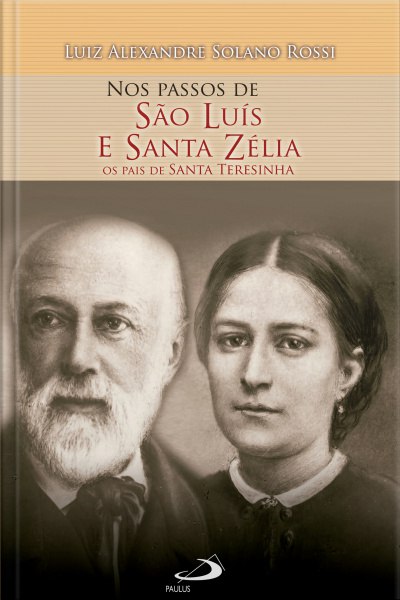 Luiz Alexandre Solano Rossi
Nos passos de
São Luís
e Santa Zélia
os pais de Santa Teresinha
PAULUS